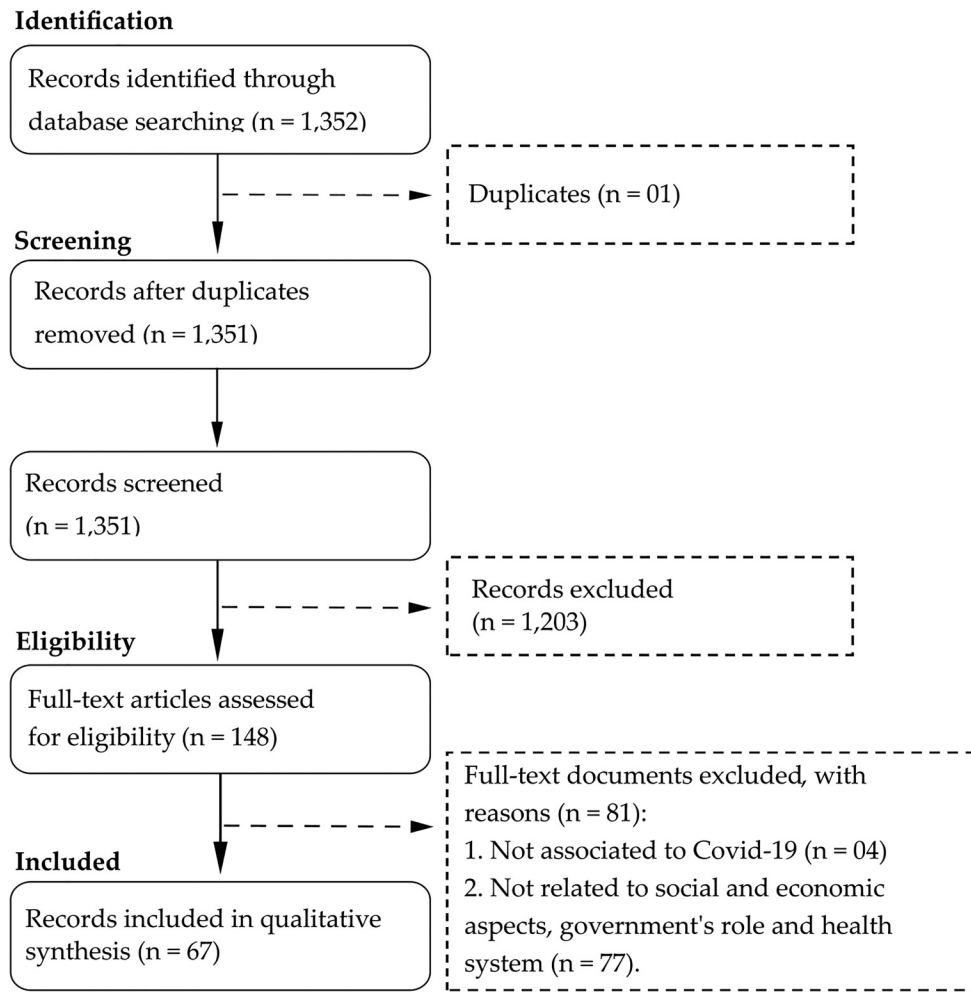 Identification
Records identified through
database searching (n = 1,352)
Duplicates (n = 01)
Screening
Records after duplicates
removed (n = 1,351)
Records screened
(n = 1,351)
Records excluded
(n = 1,203)
Eligibility
Full-text articles assessed
for eligibility (n = 148)
Full-text documents excluded, with
reasons (n = 81):
1. Not associated to Covid-19 (n = 04)
2. Not related to social and economic
aspects, government's role and health
system (n = 77).
Included
Records included in qualitative
synthesis (n = 67)